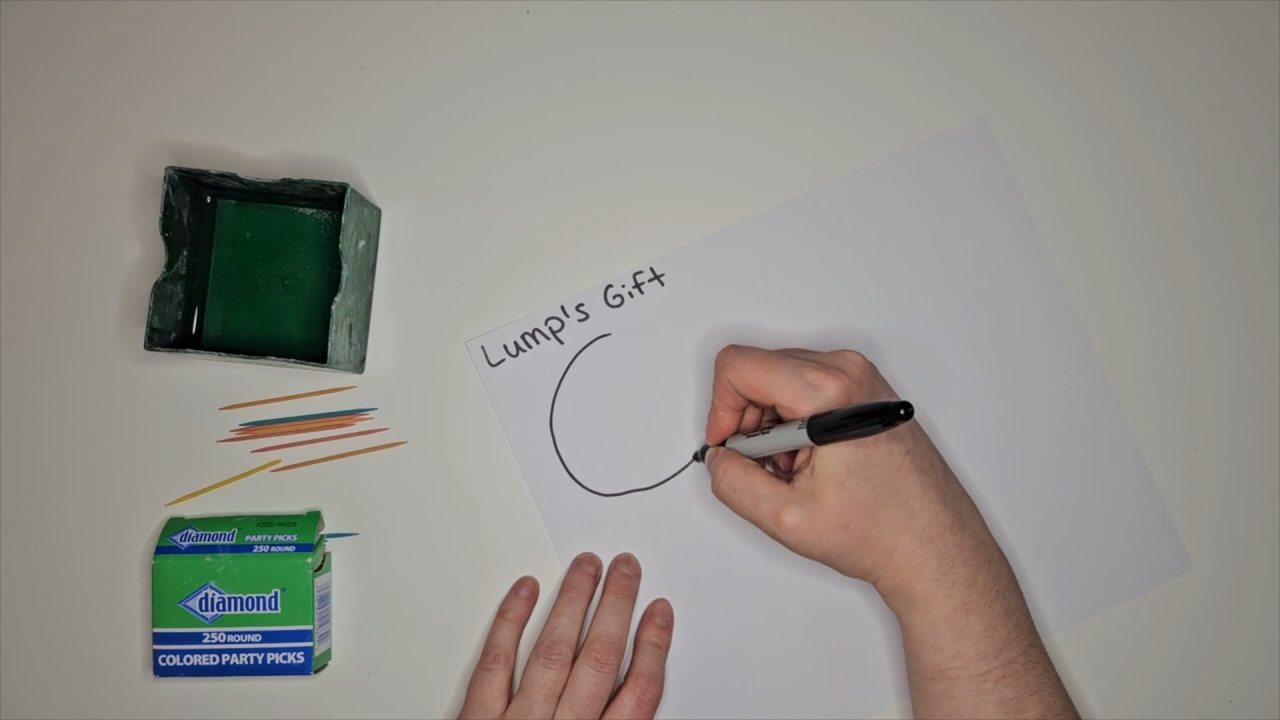 Lump's Gift
diamond PARTY PICKS
250 ROUND
diamond
250 ROUND
COLORED PARTY PICKS